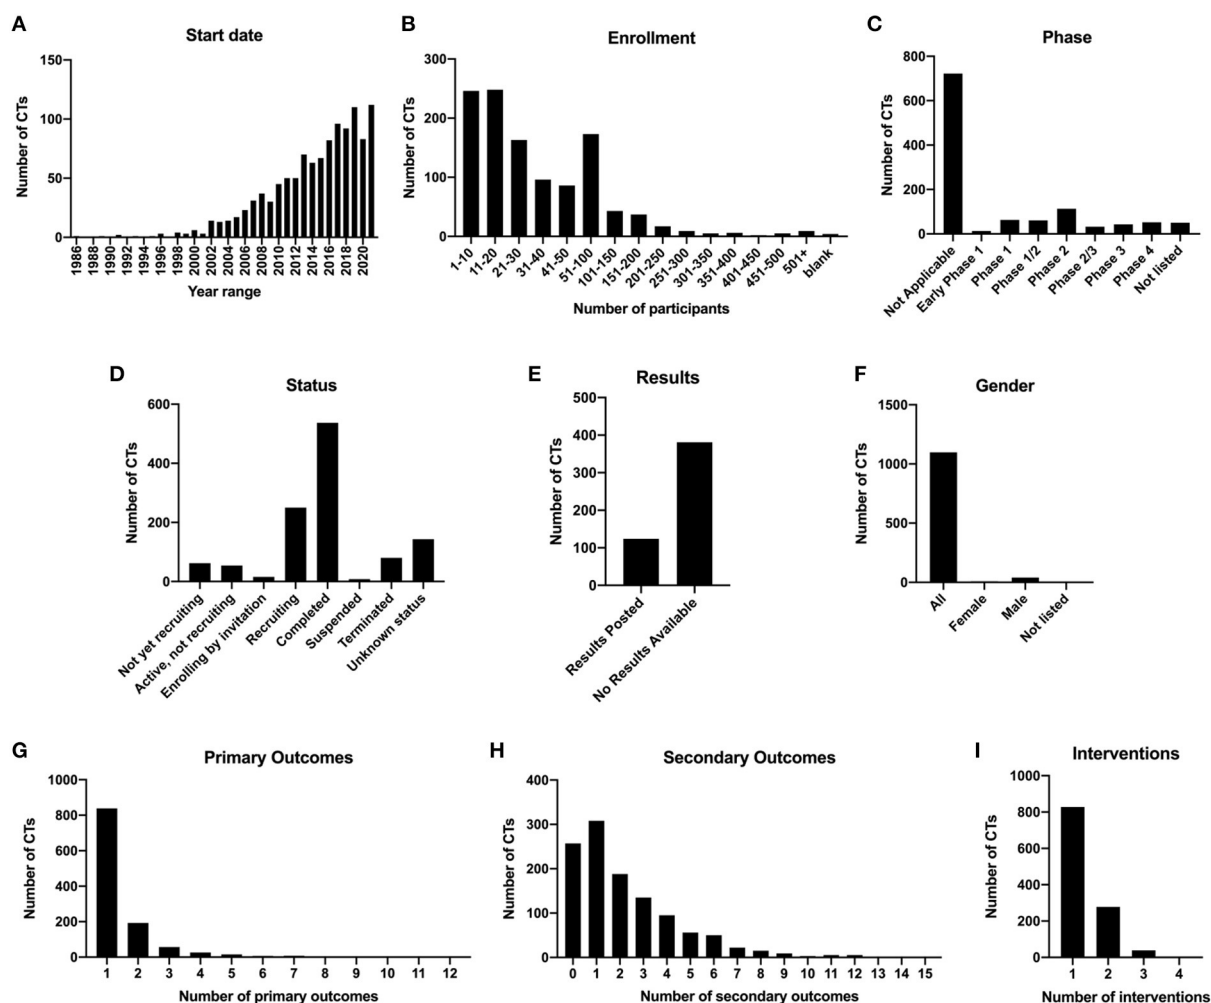 A
Start date
Number of CTs
150
100
50
0
1986
1988
1990
1992
1994
1996
1998
2000
2002
2004
2006
2008
2010
2012
2014
2016
2018
2020
Year range
B
Enrollment
Number of CTs
300
200
100
0
1-10
11-20
21-30
31-40
41-50
51-100
101-150
151-200
201-250
251-300
301-350
351-400
401-450
451-500
501+
blank
Number of participants
C
Phase
Number of CTs
800
600
400
200
0
Not Applicable
Early Phase 1
Phase 1
Phase 1/2
Phase 2
Phase 2/3
Phase 3
Phase 4
Not listed
D
Status
Number of CTs
600
400
200
0
Not yet recruiting
Active, not recruiting
Enrolling by invitation
Recruiting
Completed
Suspended
Terminated
Unknown status
E
Results
Number of CTs
500
400
300
200
100
0
Results Posted
No Results Available
F
Gender
Number of CTs
1500
1000
500
0
All
Female
Male
Not listed
G
Primary Outcomes
Number of CTs
1000
800
600
400
200
0
1 2 3 4 5 6 7 8 9 10 11 12
Number of primary outcomes
H
Secondary Outcomes
Number of CTs
400
300
200
100
0
0 1 2 3 4 5 6 7 8 9 10 11 12 13 14 15
Number of secondary outcomes
I
Interventions
Number of CTs
1000
800
600
400
200
0
1 2 3 4
Number of interventions